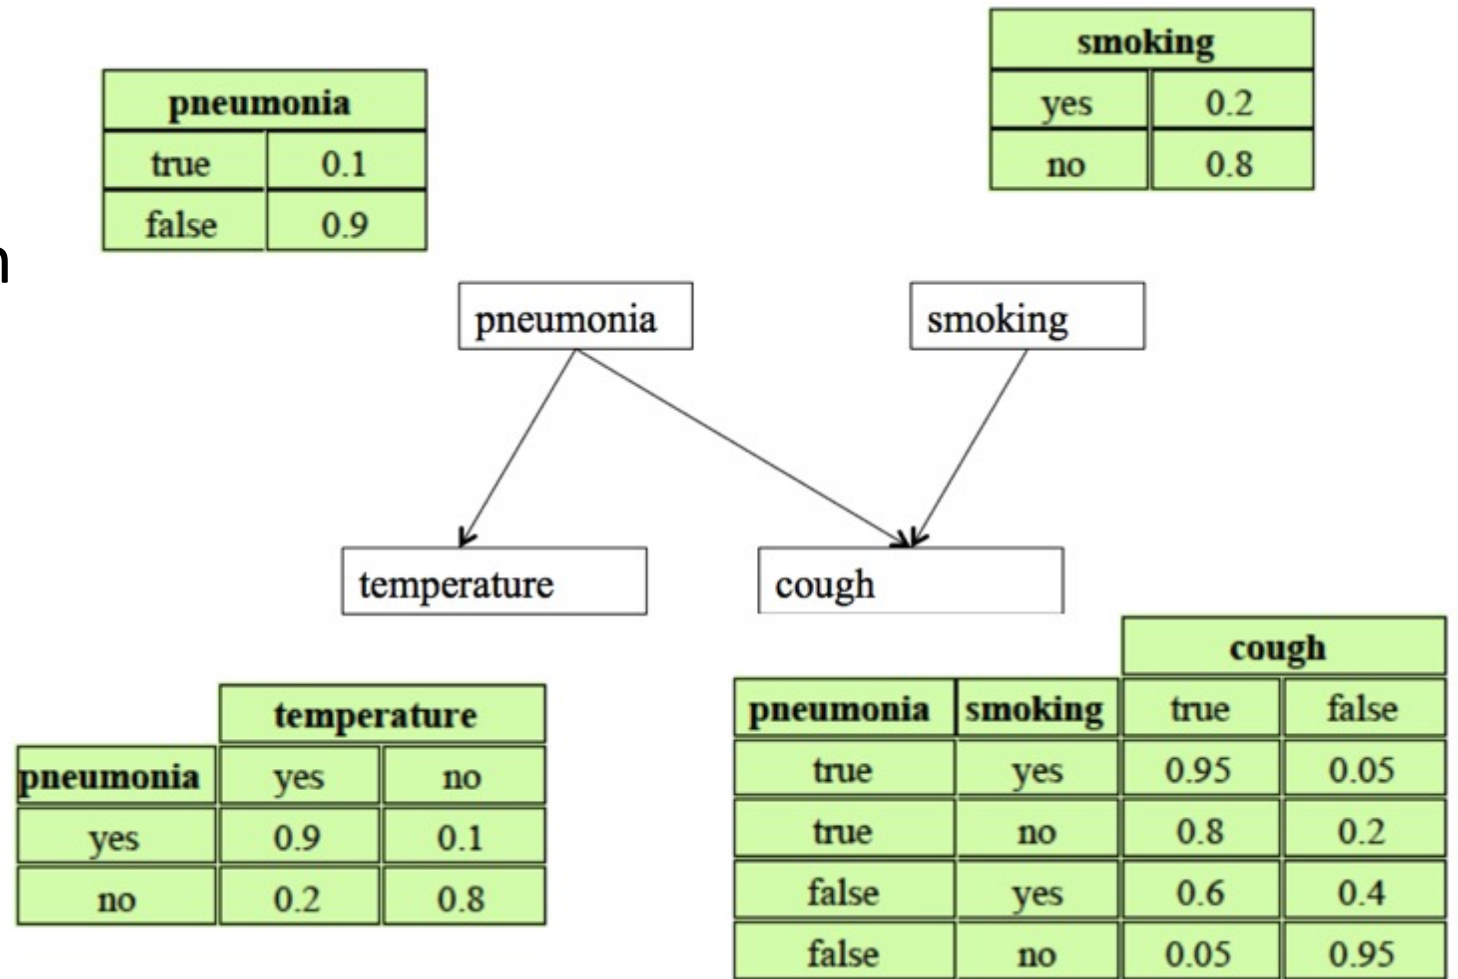 smoking
yes 0.2
no 0.8
pneumonia
true 0.1
false 0.9
n
pneumonia
smoking
temperature
cough
temperature
pneumonia yes no
yes 0.9 0.1
no 0.2 0.8
cough
pneumonia smoking true false
true yes 0.95 0.05
true no 0.8 0.2
false yes 0.6 0.4
false no 0.05 0.95